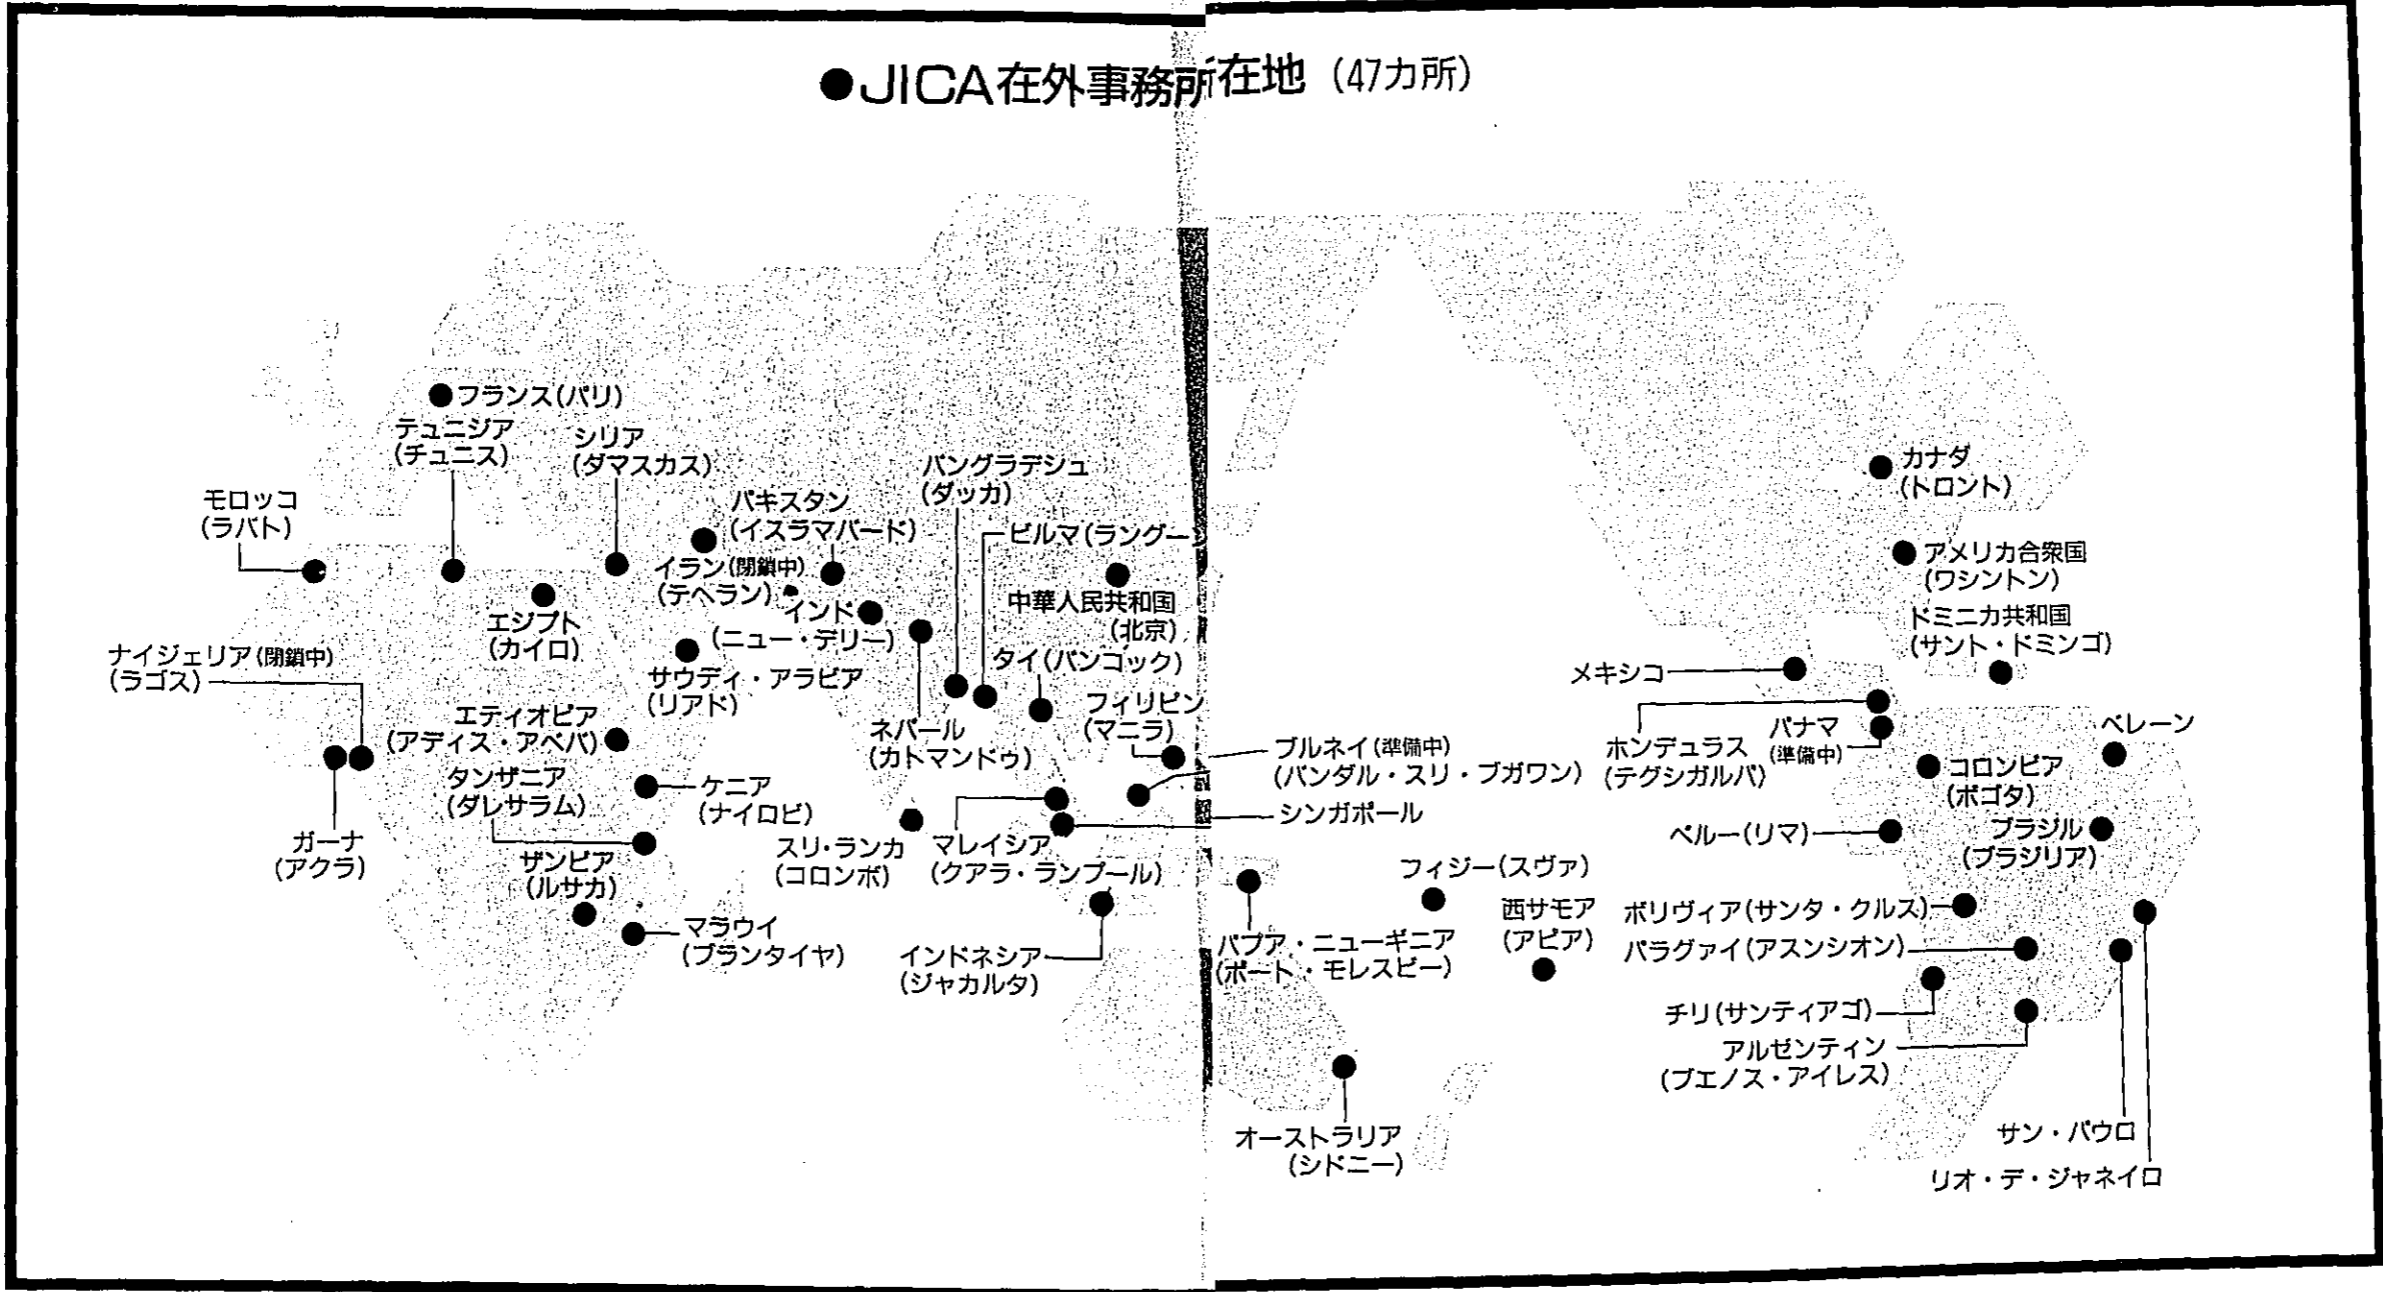 ●JICA在外事務所在地（47カ所）
フランス(パリ)
テュニジア
(チュニス)
シリア
(ダマスカス)
モロッコ
(ラバト)
パキスタン
(イスラマバード)
バングラデシュ
(ダッカ)
ビルマ(ラングーン
イラン(閉鎖中)
(テヘラン)
インド
(ニュー・デリー)
中華人民共和国
(北京)
エジプト
(カイロ)
ナイジェリア(閉鎖中)
(ラゴス)
サウディ・アラビア
(リアド)
タイ(バンコック)
フィリピン
(マニラ)
エティオピア
(アディス・アベバ)
ネパール
(カトマンドゥ)
タンザニア
(ダレサラム)
ケニア
(ナイロビ)
ガーナ
(アクラ)
ザンビア
(ルサカ)
スリ・ランカ
(コロンボ)
マレイシア
(クアラ・ランプール)
マラウイ
(ブランタイヤ)
インドネシア
(ジャカルタ)
ブルネイ(準備中)
(バンダル・スリ・ブガワン)
シンガポール
フィジー(スヴァ)
西サモア
(アピア)
パプア・ニューギニア
(ポート・モレスビー)
オーストラリア
(シドニー)
カナダ
(トロント)
アメリカ合衆国
(ワシントン)
ドミニカ共和国
(サント・ドミンゴ)
メキシコ
ホンデュラス
(テグシガルパ)
パナマ
(準備中)
ベレーン
コロンビア
(ボゴタ)
ペルー(リマ)
ブラジル
(ブラジリア)
ボリヴィア(サンタ・クルス)
パラグァイ(アスンシオン)
チリ(サンティアゴ)
アルゼンティン
(ブエノス・アイレス)
サン・パウロ
リオ・デ・ジャネイロ